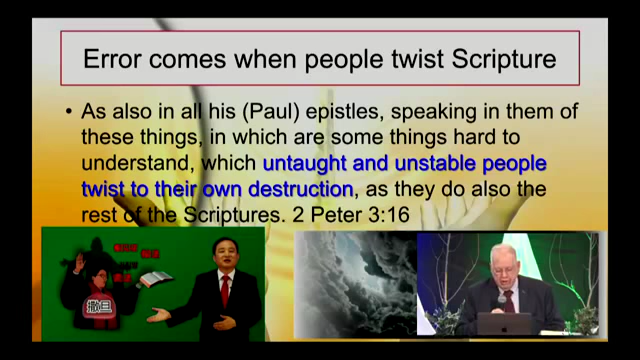 Error comes when people twist Scripture
• As also in all his (Paul) epistles, speaking in them of
these things, in which are some things hard to
understand, which untaught and unstable people
twist to their own destruction, as they do also the
rest of the Scriptures. 2 Peter 3:16
撒旦